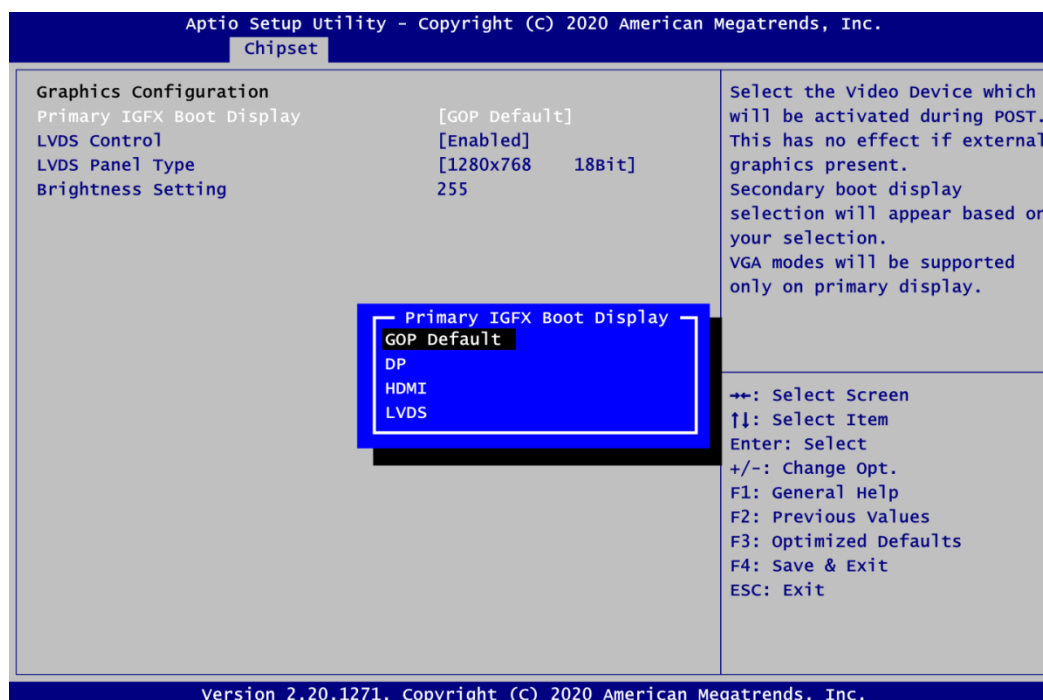 Aptio Setup Utility - Copyright (C) 2020 American Megatrends, Inc.
Chipset
Graphics Configuration
Primary IGFX Boot Display [GOP Default]
LVDS Control [Enabled]
LVDS Panel Type [1280x768 18Bit]
Brightness Setting 255
Select the Video Device which
will be activated during POST.
This has no effect if external
graphics present.
Secondary boot display
selection will appear based on
your selection.
VGA modes will be supported
only on primary display.
Primary IGFX Boot Display
GOP Default
DP
HDMI
LVDS
→←: Select Screen
↑↓: Select Item
Enter: Select
+/-: Change Opt.
F1: General Help
F2: Previous Values
F3: Optimized Defaults
F4: Save & Exit
ESC: Exit
Version 2.20.1271. Copyright (C) 2020 American Megatrends, Inc.